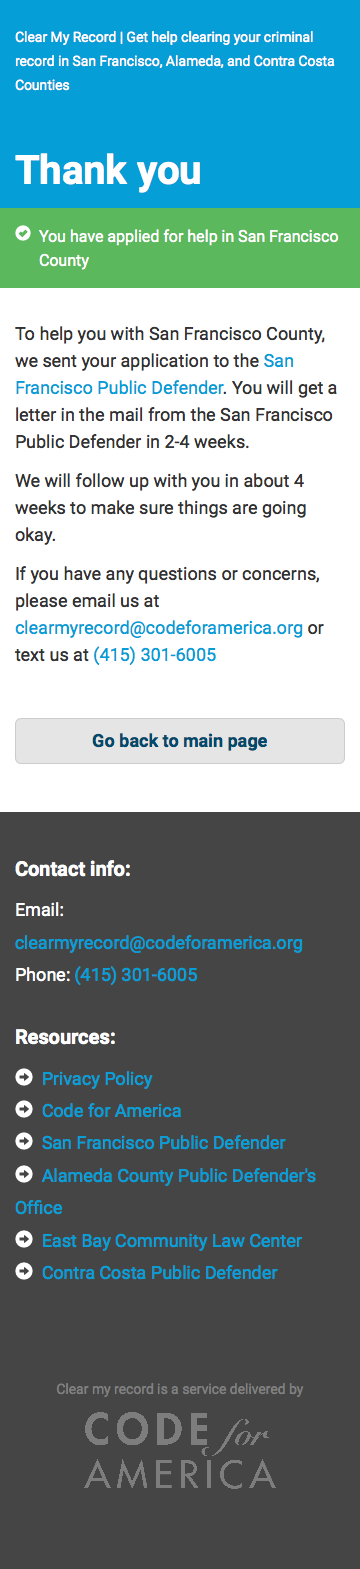 Clear My Record | Get help clearing your criminal
record in San Francisco, Alameda, and Contra Costa
Counties
Thank you
You have applied for help in San Francisco
County
To help you with San Francisco County,
we sent your application to the San
Francisco Public Defender. You will get a
letter in the mail from the San Francisco
Public Defender in 2-4 weeks.
We will follow up with you in about 4
weeks to make sure things are going
okay.
If you have any questions or concerns,
please email us at
clearmyrecord@codeforamerica.org or
text us at (415) 301-6005
Go back to main page
Contact info:
Email:
clearmyrecord@codeforamerica.org
Phone: (415) 301-6005
Resources:
Privacy Policy
Code for America
San Francisco Public Defender
Alameda County Public Defender's
Office
East Bay Community Law Center
Contra Costa Public Defender
Clear my record is a service delivered by
CODE for
AMERICA